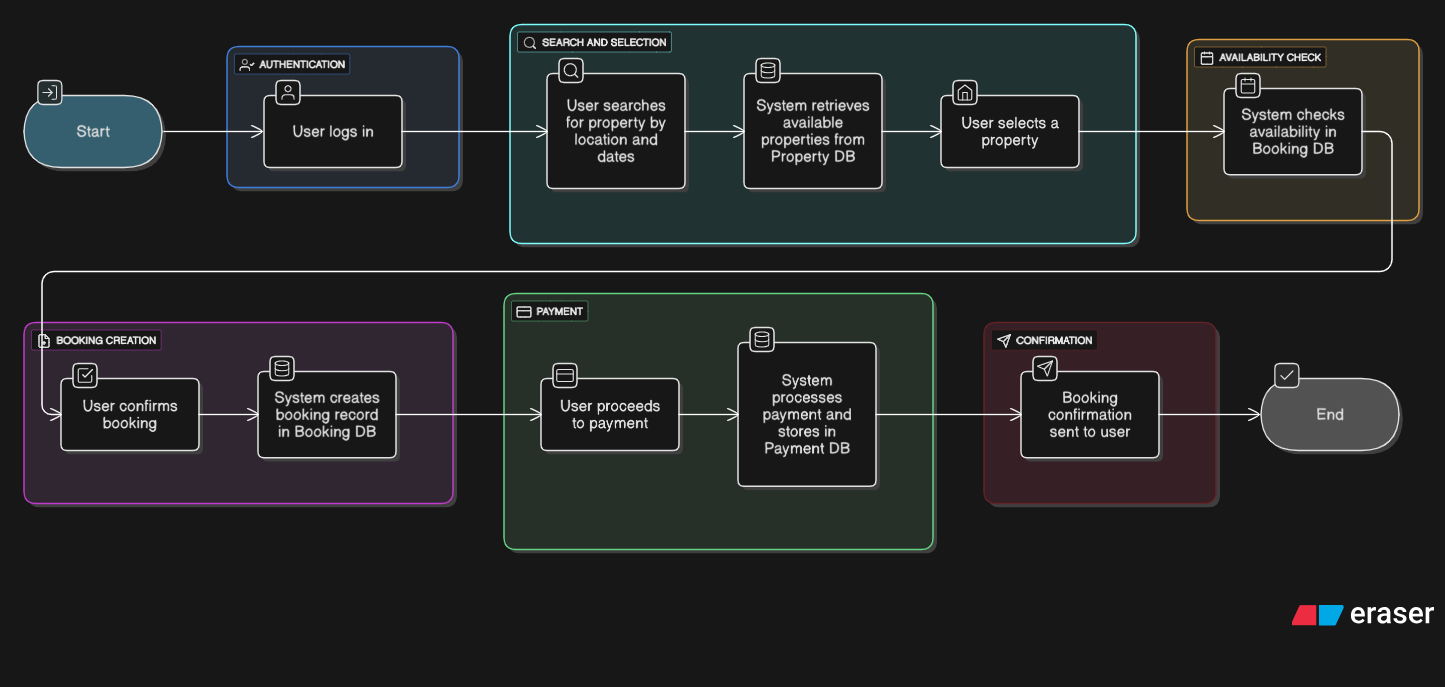 AUTHENTICATION
Start
User logs in
SEARCH AND SELECTION
User searches
for property by
location and
dates
System retrieves
available
properties from
Property DB
User selects a
property
AVAILABILITY CHECK
System checks
availability in
Booking DB
BOOKING CREATION
User confirms
booking
System creates
booking record
in Booking DB
PAYMENT
User proceeds
to payment
System
processes
payment and
stores in
Payment DB
CONFIRMATION
Booking
confirmation
sent to user
End
eraser